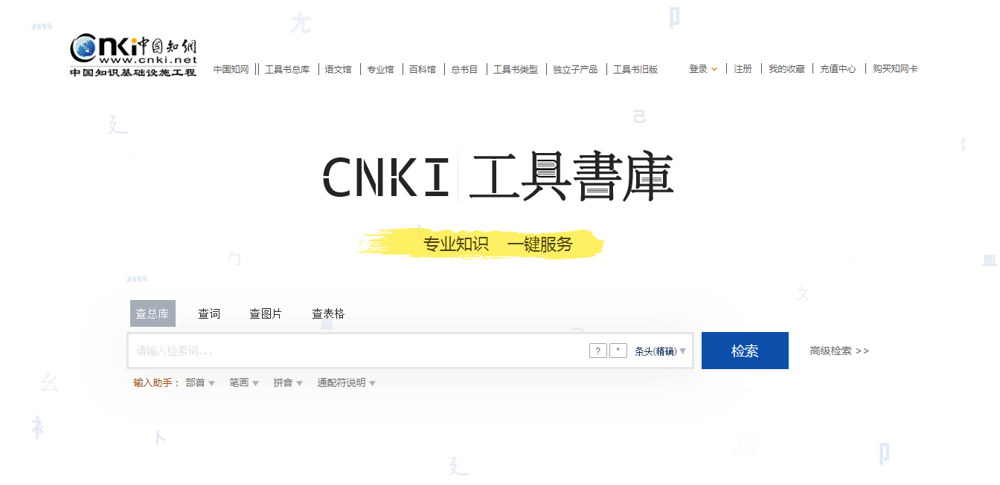 Cnki中国知網
www.cnki.net
中国知识基础设施工程
中国知网 || 工具书总库 | 语文馆 | 专业馆 | 百科馆 | 总书目 | 工具书类型 | 独立子产品 | 工具书旧版
登录 | 注册 | 我的收藏 | 充值中心 | 购买知网卡
CNKI 工具書庫
专业知识 一键服务
查总库 查词 查图片 查表格
请输入检索词... ? * 条头(精确) 检索 高级检索 >>
输入助手： 部首 笔画 拼音 通配符说明